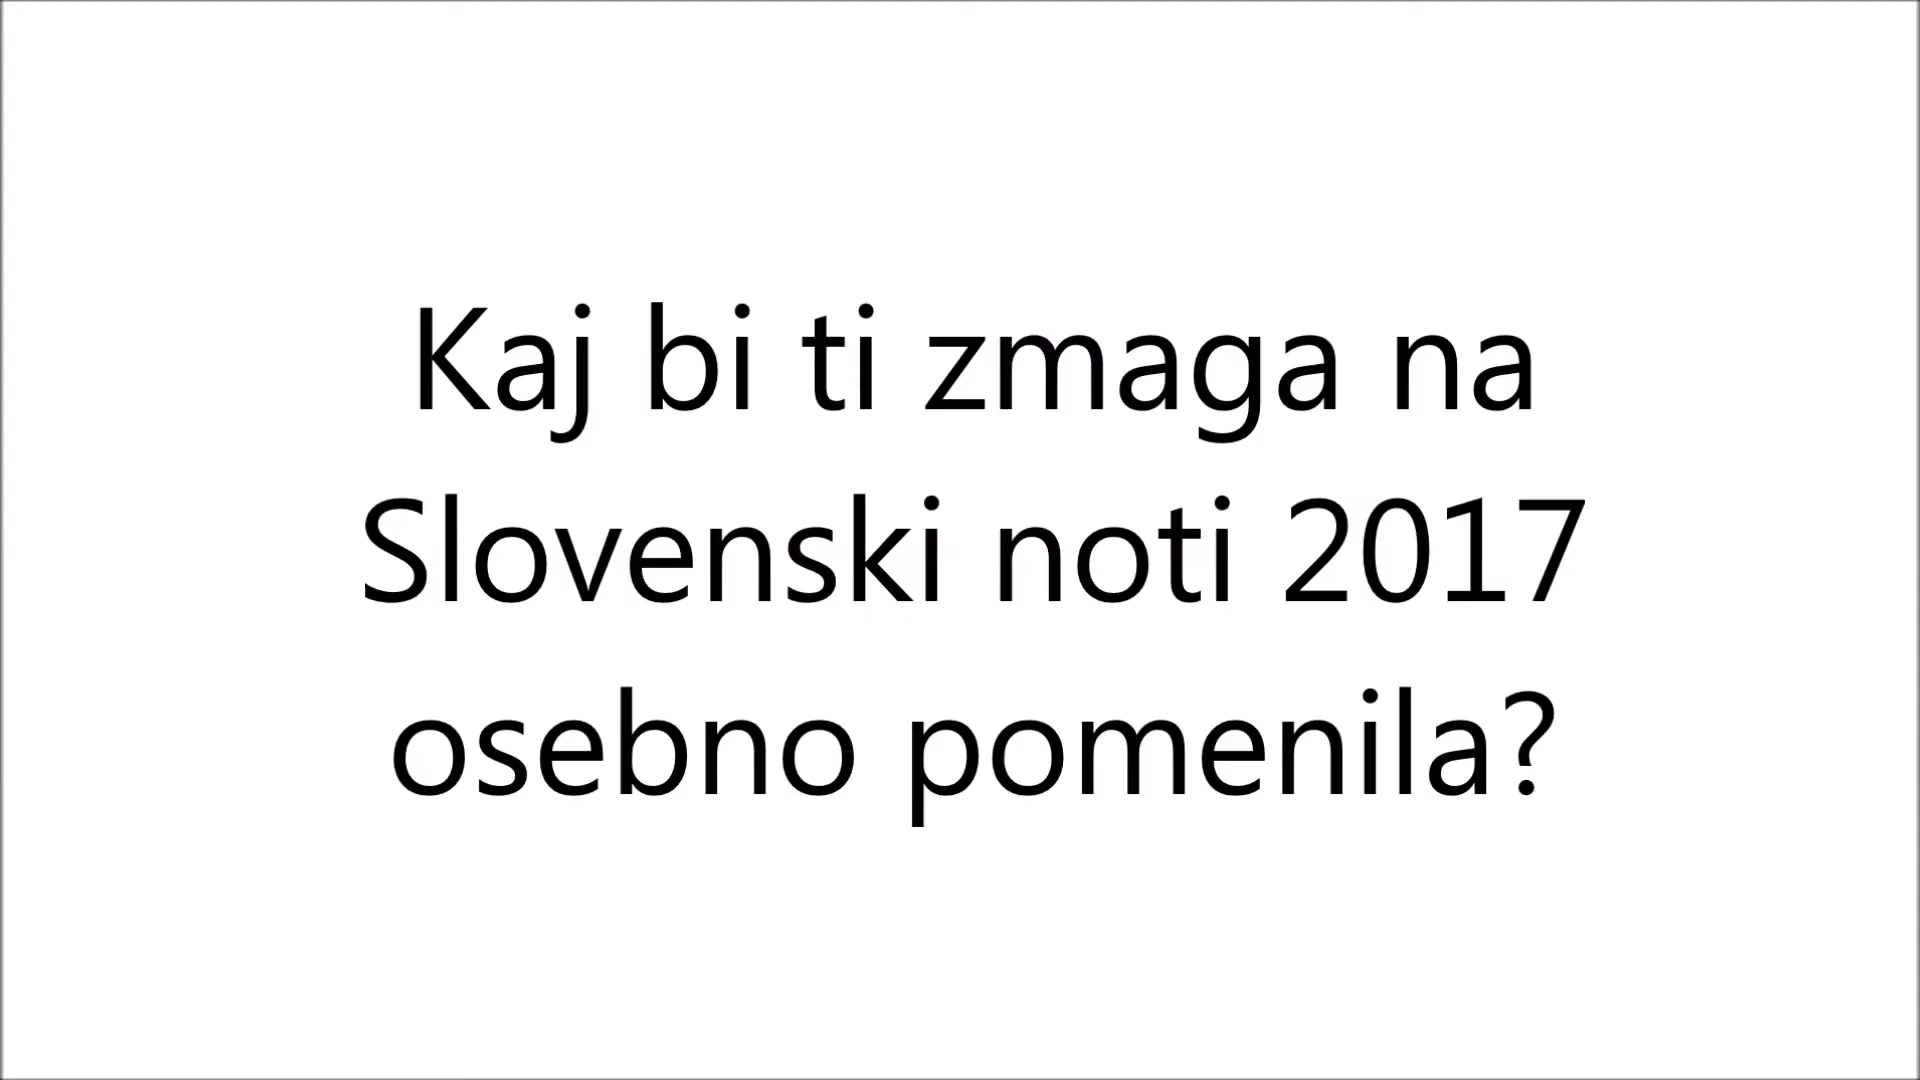 Kaj bi ti zmaga na
Slovenski noti 2017
osebno pomenila?